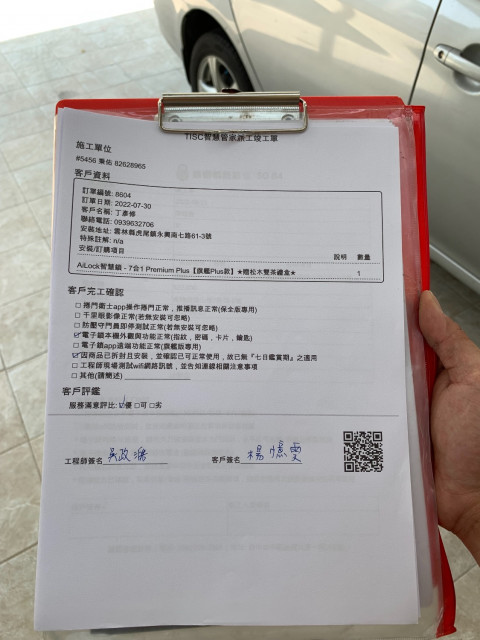 TISC智慧管家施工竣工單
施工單位
#5456 秉佑 82628965
客戶資料
訂單編號: 8604
訂單日期: 2022-07-30
客戶名稱: 丁彥修
聯絡電話: 0939632706
安裝地址: 雲林縣虎尾鎮永興南七路61-3號
特殊註解: n/a
安裝/訂購項目 說明 數量
AiLock智慧鎖 - 7合1 Premium Plus【旗艦Plus款】★贈松木雙茶禮盒★ 1
客戶完工確認
□捲門衛士app操作捲門正常，推播訊息正常(保全版專用)
□千里眼影像正常(若無安裝可忽略)
□防壓守門員即停測試正常(若無安裝可忽略)
☑電子鎖本機外觀與功能正常(指紋，密碼，卡片，鑰匙)
□電子鎖app遠端功能正常(旗艦版專用)
☑因商品已拆封且安裝，並確認已可正常使用，故已無『七日鑑賞期』之適用
□工程師現場測試wifi網路訊號，並告知連線相關注意事項
□其他(請簡述)
客戶評鑑
服務滿意評比: ☑優 □可 □劣
工程師簽名 吳政 客戶簽名 楊憶雯